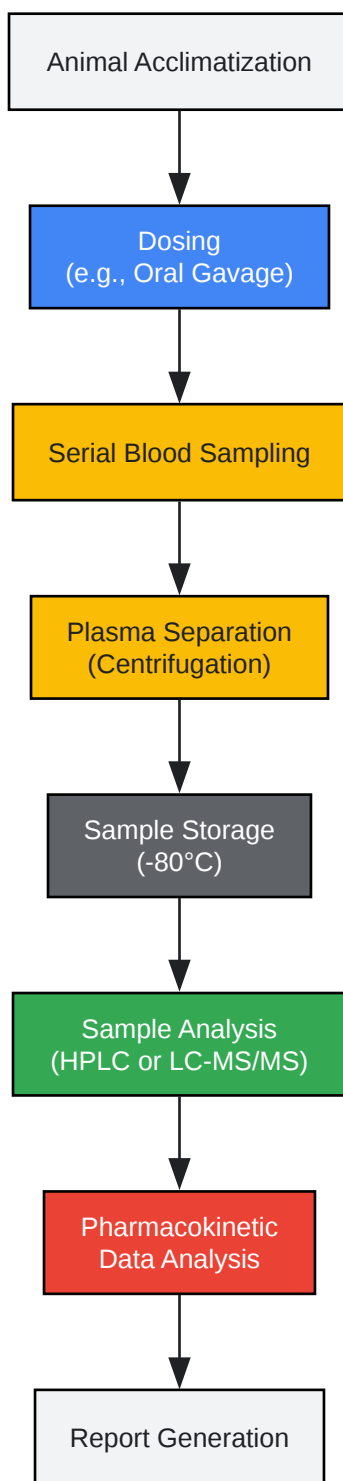 Animal Acclimatization
Dosing
(e.g., Oral Gavage)
Serial Blood Sampling
Plasma Separation
(Centrifugation)
Sample Storage
(-80°C)
Sample Analysis
(HPLC or LC-MS/MS)
Pharmacokinetic
Data Analysis
Report Generation